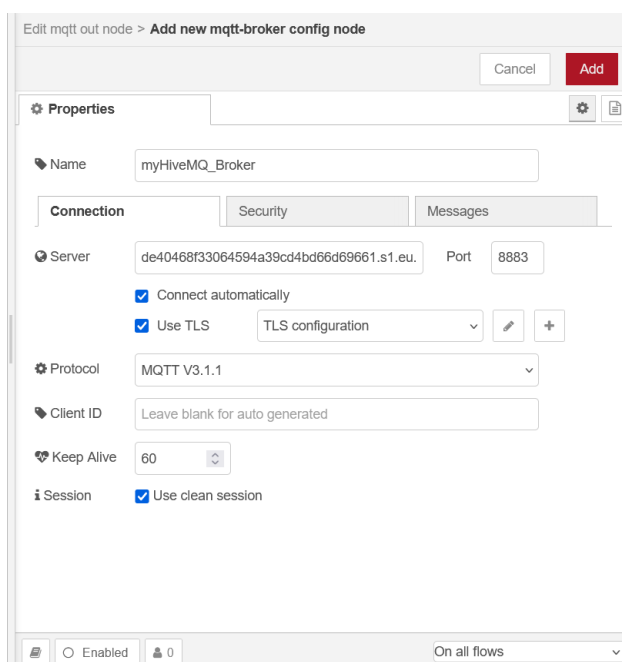 Edit mqtt out node > Add new mqtt-broker config node
Cancel Add
Properties
Name myHiveMQ_Broker
Connection Security Messages
Server de40468f33064594a39cd4bd66d69661.s1.eu. Port 8883
Connect automatically
Use TLS TLS configuration
Protocol MQTT V3.1.1
Client ID Leave blank for auto generated
Keep Alive 60
Session Use clean session
Enabled 0 On all flows